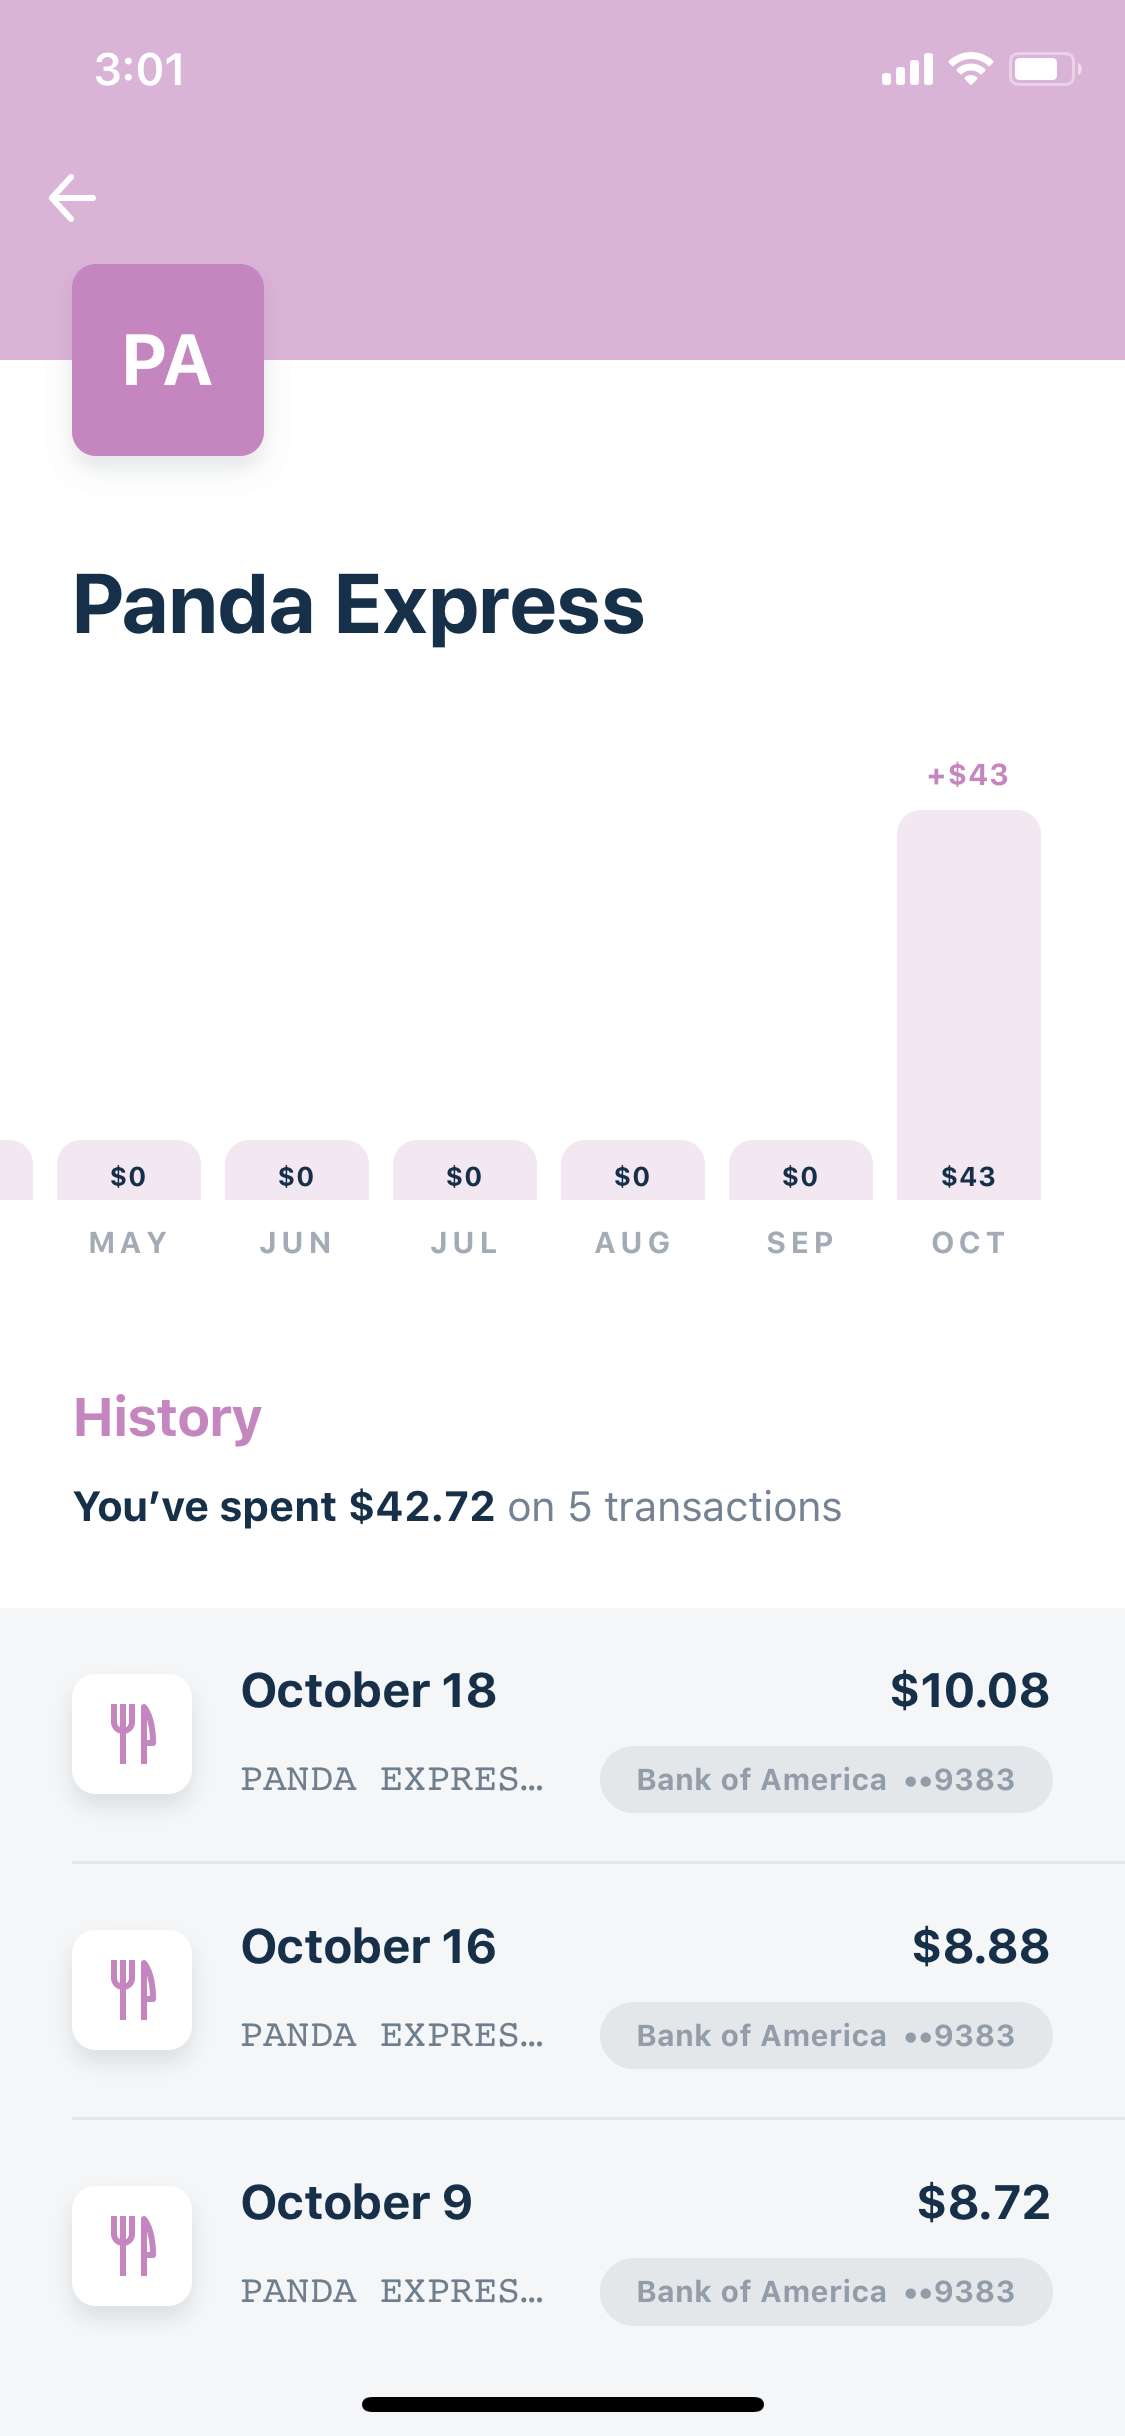 3:01
PA
Panda Express
+$43
$0 $0 $0 $0 $0 $43
MAY JUN JUL AUG SEP OCT
History
You’ve spent $42.72 on 5 transactions
October 18 $10.08
PANDA EXPRES… Bank of America ••9383
October 16 $8.88
PANDA EXPRES… Bank of America ••9383
October 9 $8.72
PANDA EXPRES… Bank of America ••9383